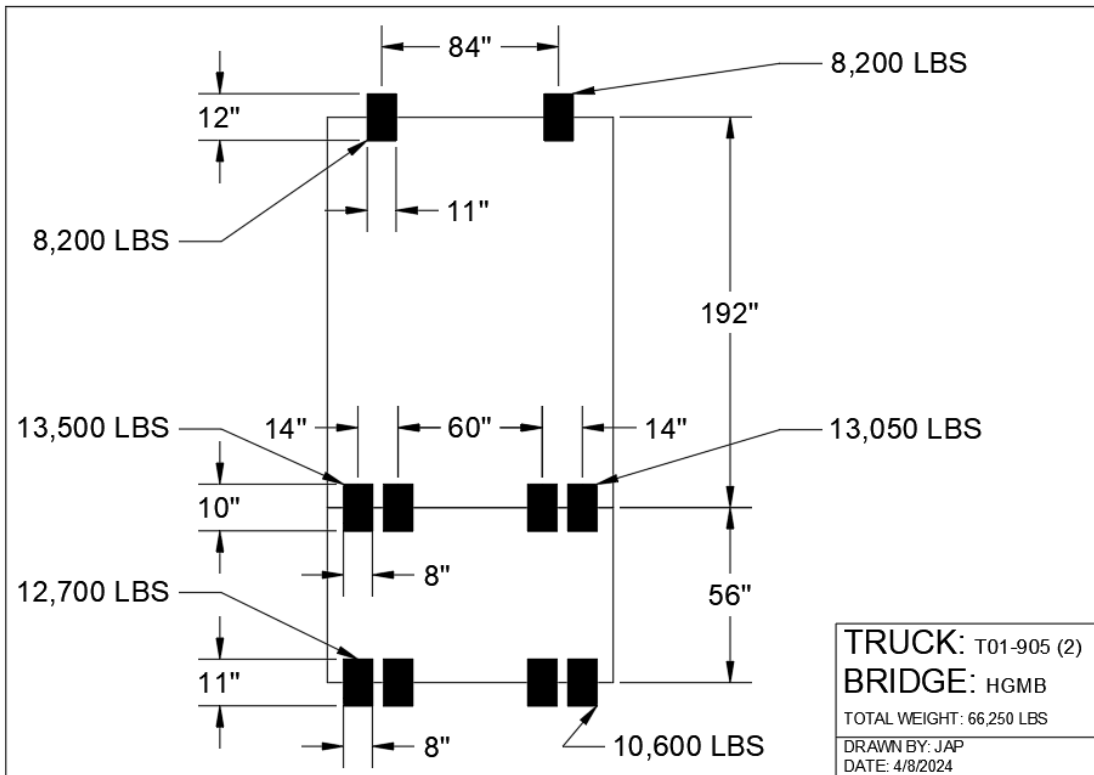 84"
8,200 LBS
12"
11"
8,200 LBS
192"
14"
60"
14"
13,500 LBS
13,050 LBS
10"
8"
12,700 LBS
56"
11"
8"
10,600 LBS
TRUCK: T01-905 (2)
BRIDGE: HGMB
TOTAL WEIGHT: 66,250 LBS
DRAWN BY: JAP
DATE: 4/8/2024